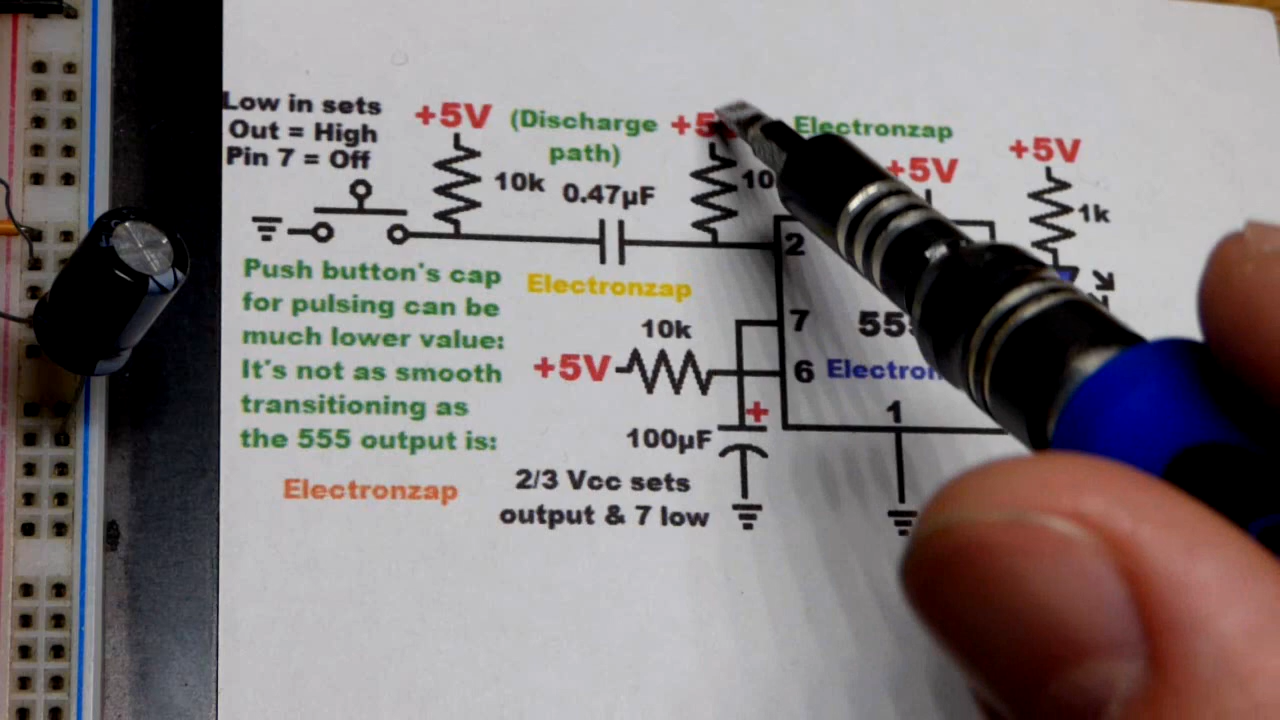 Low in sets
Out = High
Pin 7 = Off
+5V
(Discharge
path)
Electronzap
+5V
+5V
10k
0.47µF
1k
2
Push button's cap
for pulsing can be
much lower value:
It's not as smooth
transitioning as
the 555 output is:
Electronzap
10k
7
+5V
6
1
+
100µF
2/3 Vcc sets
output & 7 low
Electronzap